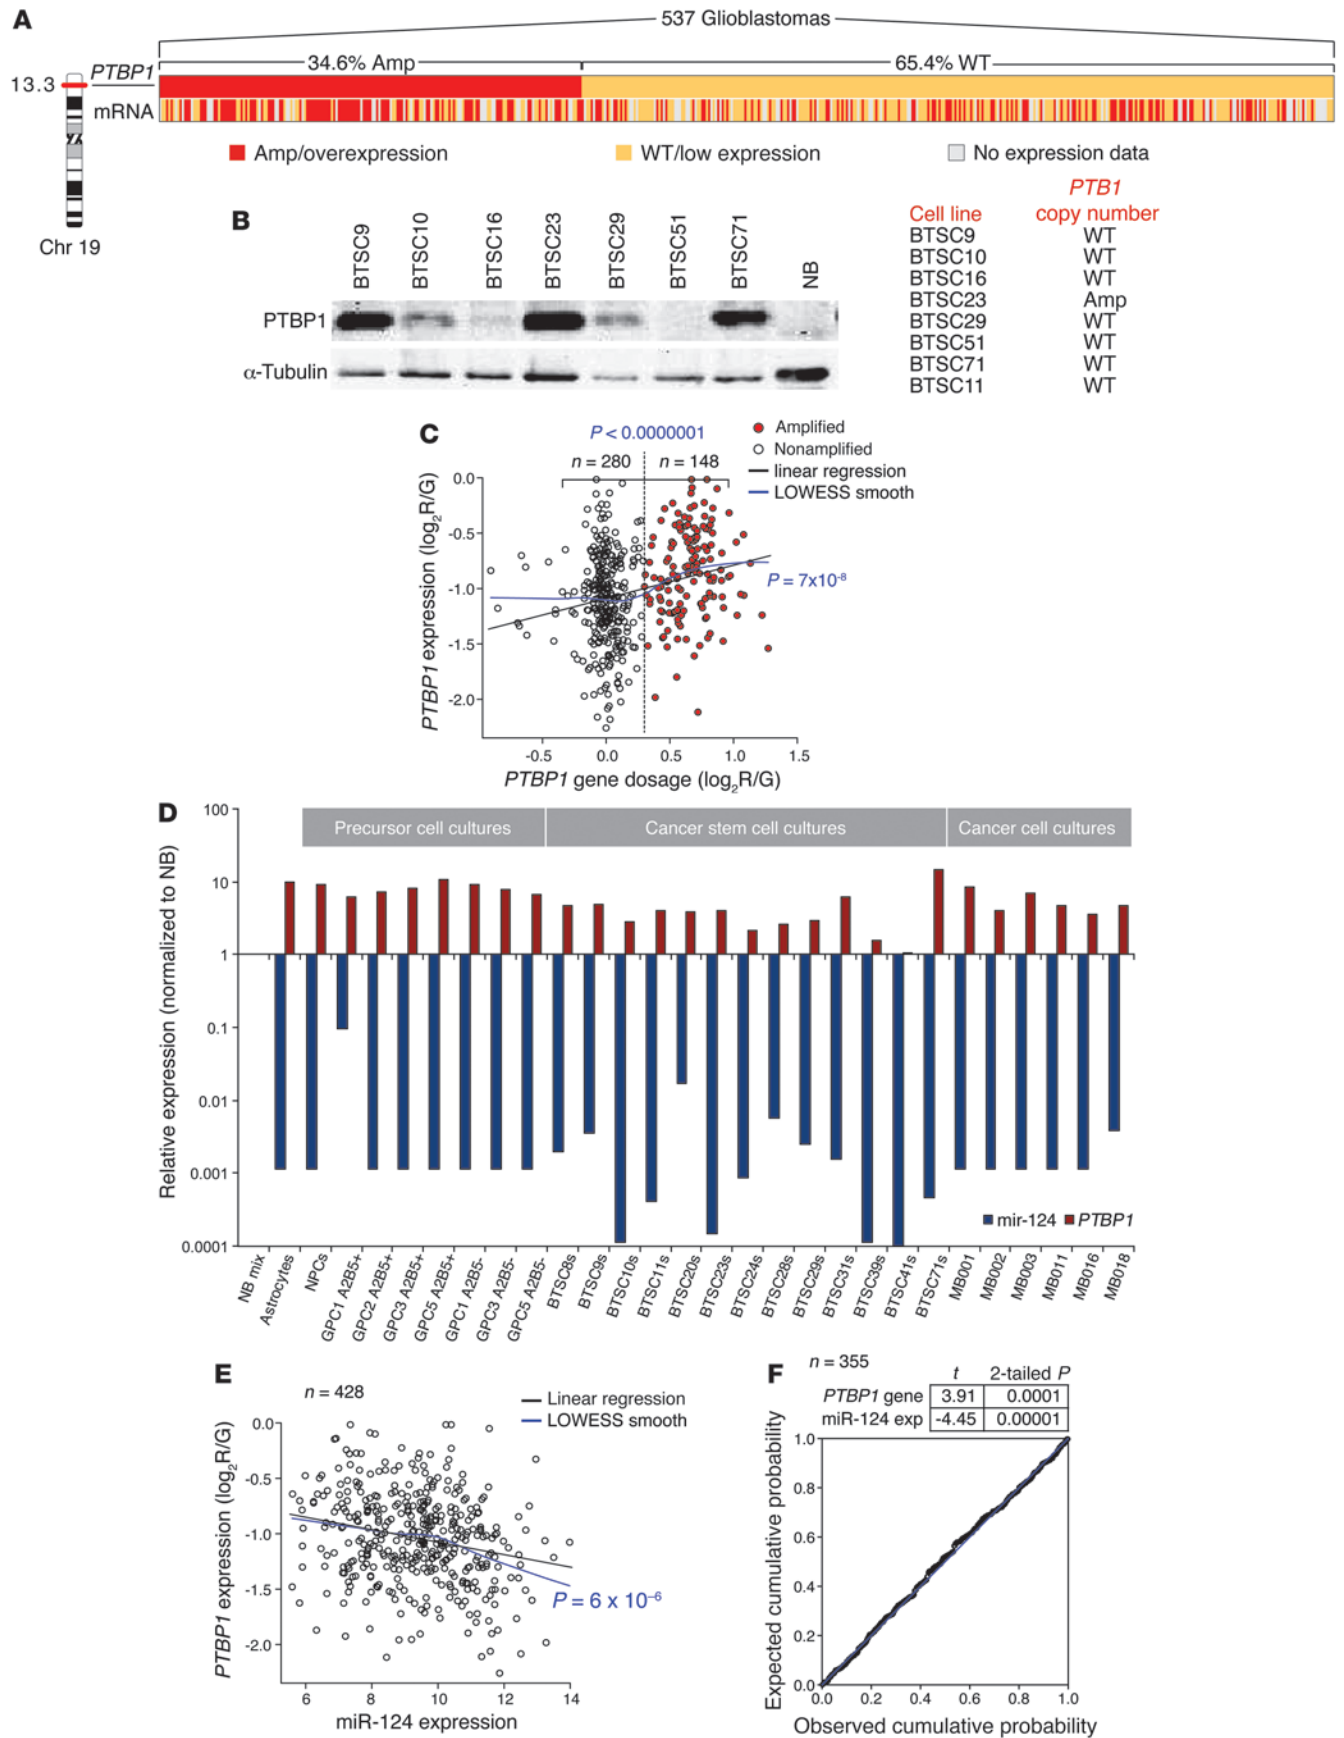 A
537 Glioblastomas
34.6% Amp
65.4% WT
13.3
PTBP1
mRNA
Amp/overexpression
WT/low expression
No expression data
Chr 19
B
BTSC9
BTSC10
BTSC16
BTSC23
BTSC29
BTSC51
BTSC71
NB
PTBP1
α-Tubulin
PTB1
Cell line copy number
BTSC9 WT
BTSC10 WT
BTSC16 WT
BTSC23 Amp
BTSC29 WT
BTSC51 WT
BTSC71 WT
BTSC11 WT
C
P < 0.0000001
n = 280
n = 148
Amplified
Nonamplified
linear regression
LOWESS smooth
P = 7x10⁻⁸
PTBP1 expression (log₂R/G)
0.0
-0.5
-1.0
-1.5
-2.0
-0.5 0.0 0.5 1.0 1.5
PTBP1 gene dosage (log₂R/G)
D
Precursor cell cultures
Cancer stem cell cultures
Cancer cell cultures
Relative expression (normalized to NB)
100
10
1
0.1
0.01
0.001
0.0001
mir-124
PTBP1
NB mix
Astrocytes
NPCs
GPC1 A2B5+
GPC2 A2B5+
GPC3 A2B5+
GPC5 A2B5+
GPC1 A2B5-
GPC3 A2B5-
GPC5 A2B5-
BTSC8s
BTSC9s
BTSC10s
BTSC11s
BTSC20s
BTSC23s
BTSC24s
BTSC28s
BTSC29s
BTSC31s
BTSC39s
BTSC41s
BTSC71s
MB001
MB002
MB003
MB011
MB016
MB018
E
n = 428
Linear regression
LOWESS smooth
PTBP1 expression (log₂R/G)
0.0
-0.5
-1.0
-1.5
-2.0
P = 6 x 10⁻⁶
6 8 10 12 14
miR-124 expression
F
n = 355
t 2-tailed P
PTBP1 gene 3.91 0.0001
miR-124 exp -4.45 0.00001
Expected cumulative probability
1.0
0.8
0.6
0.4
0.2
0.0
0.0 0.2 0.4 0.6 0.8 1.0
Observed cumulative probability